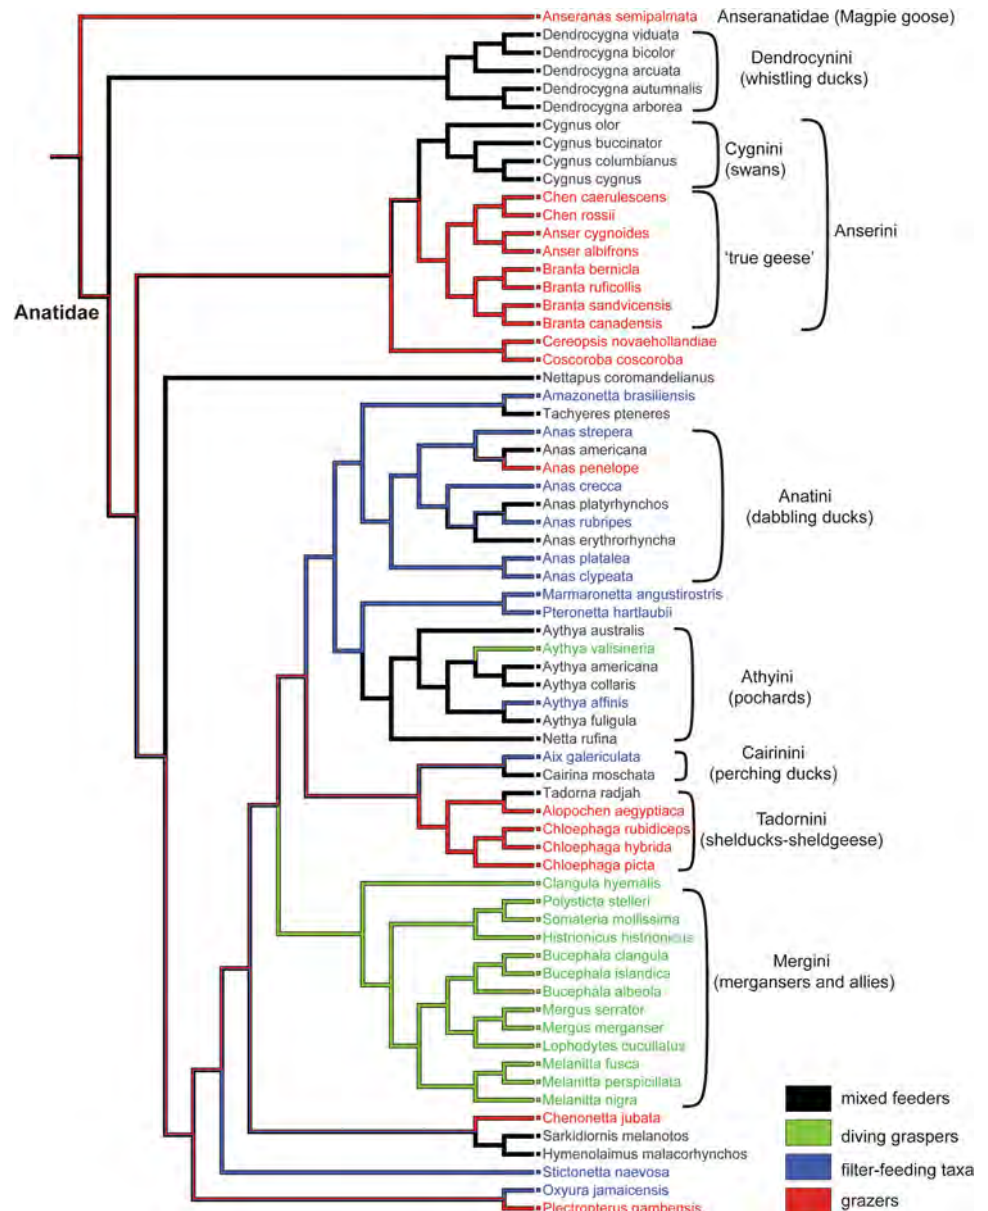 Anseranas semipalmata
Anseranatidae (Magpie goose)
Dendrocygna viduata
Dendrocygna bicolor
Dendrocygna arcuata
Dendrocygna autumnalis
Dendrocygna arborea
Dendrocynini
(whistling ducks)
Cygnus olor
Cygnus buccinator
Cygnus columbianus
Cygnus cygnus
Cygnini
(swans)
Chen caerulescens
Chen rossii
Anser cygnoides
Anser albifrons
Branta bernicla
Branta ruficollis
Branta sandvicensis
Branta canadensis
'true geese'
Anserini
Anatidae
Cereopsis novaehollandiae
Coscoroba coscoroba
Nettapus coromandelianus
Amazonetta brasiliensis
Tachyeres pteneres
Anas strepera
Anas americana
Anas penelope
Anas crecca
Anas platyrhynchos
Anas rubripes
Anas erythrorhyncha
Anas platalea
Anas clypeata
Anatini
(dabbling ducks)
Marmaronetta angustirostris
Pteronetta hartlaubii
Aythya australis
Aythya valisineria
Aythya americana
Aythya collaris
Aythya affinis
Aythya fuligula
Netta rufina
Athyini
(pochards)
Aix galericulata
Cairina moschata
Cairinini
(perching ducks)
Tadorna radjah
Alopochen aegyptiaca
Chloephaga rubidiceps
Chloephaga hybrida
Chloephaga picta
Tadornini
(shelducks-sheldgeese)
Clangula hyemalis
Polysticta stelleri
Somateria mollissima
Histrionicus histrionicus
Bucephala clangula
Bucephala islandica
Bucephala albeola
Mergus serrator
Mergus merganser
Lophodytes cucullatus
Melanitta fusca
Melanitta perspicillata
Melanitta nigra
Mergini
(mergansers and allies)
Chenonetta jubata
Sarkidiornis melanotos
Hymenolaimus malacorhynchos
Stictonetta naevosa
Oxyura jamaicensis
Plectropterus gambensis
mixed feeders
diving graspers
filter-feeding taxa
grazers